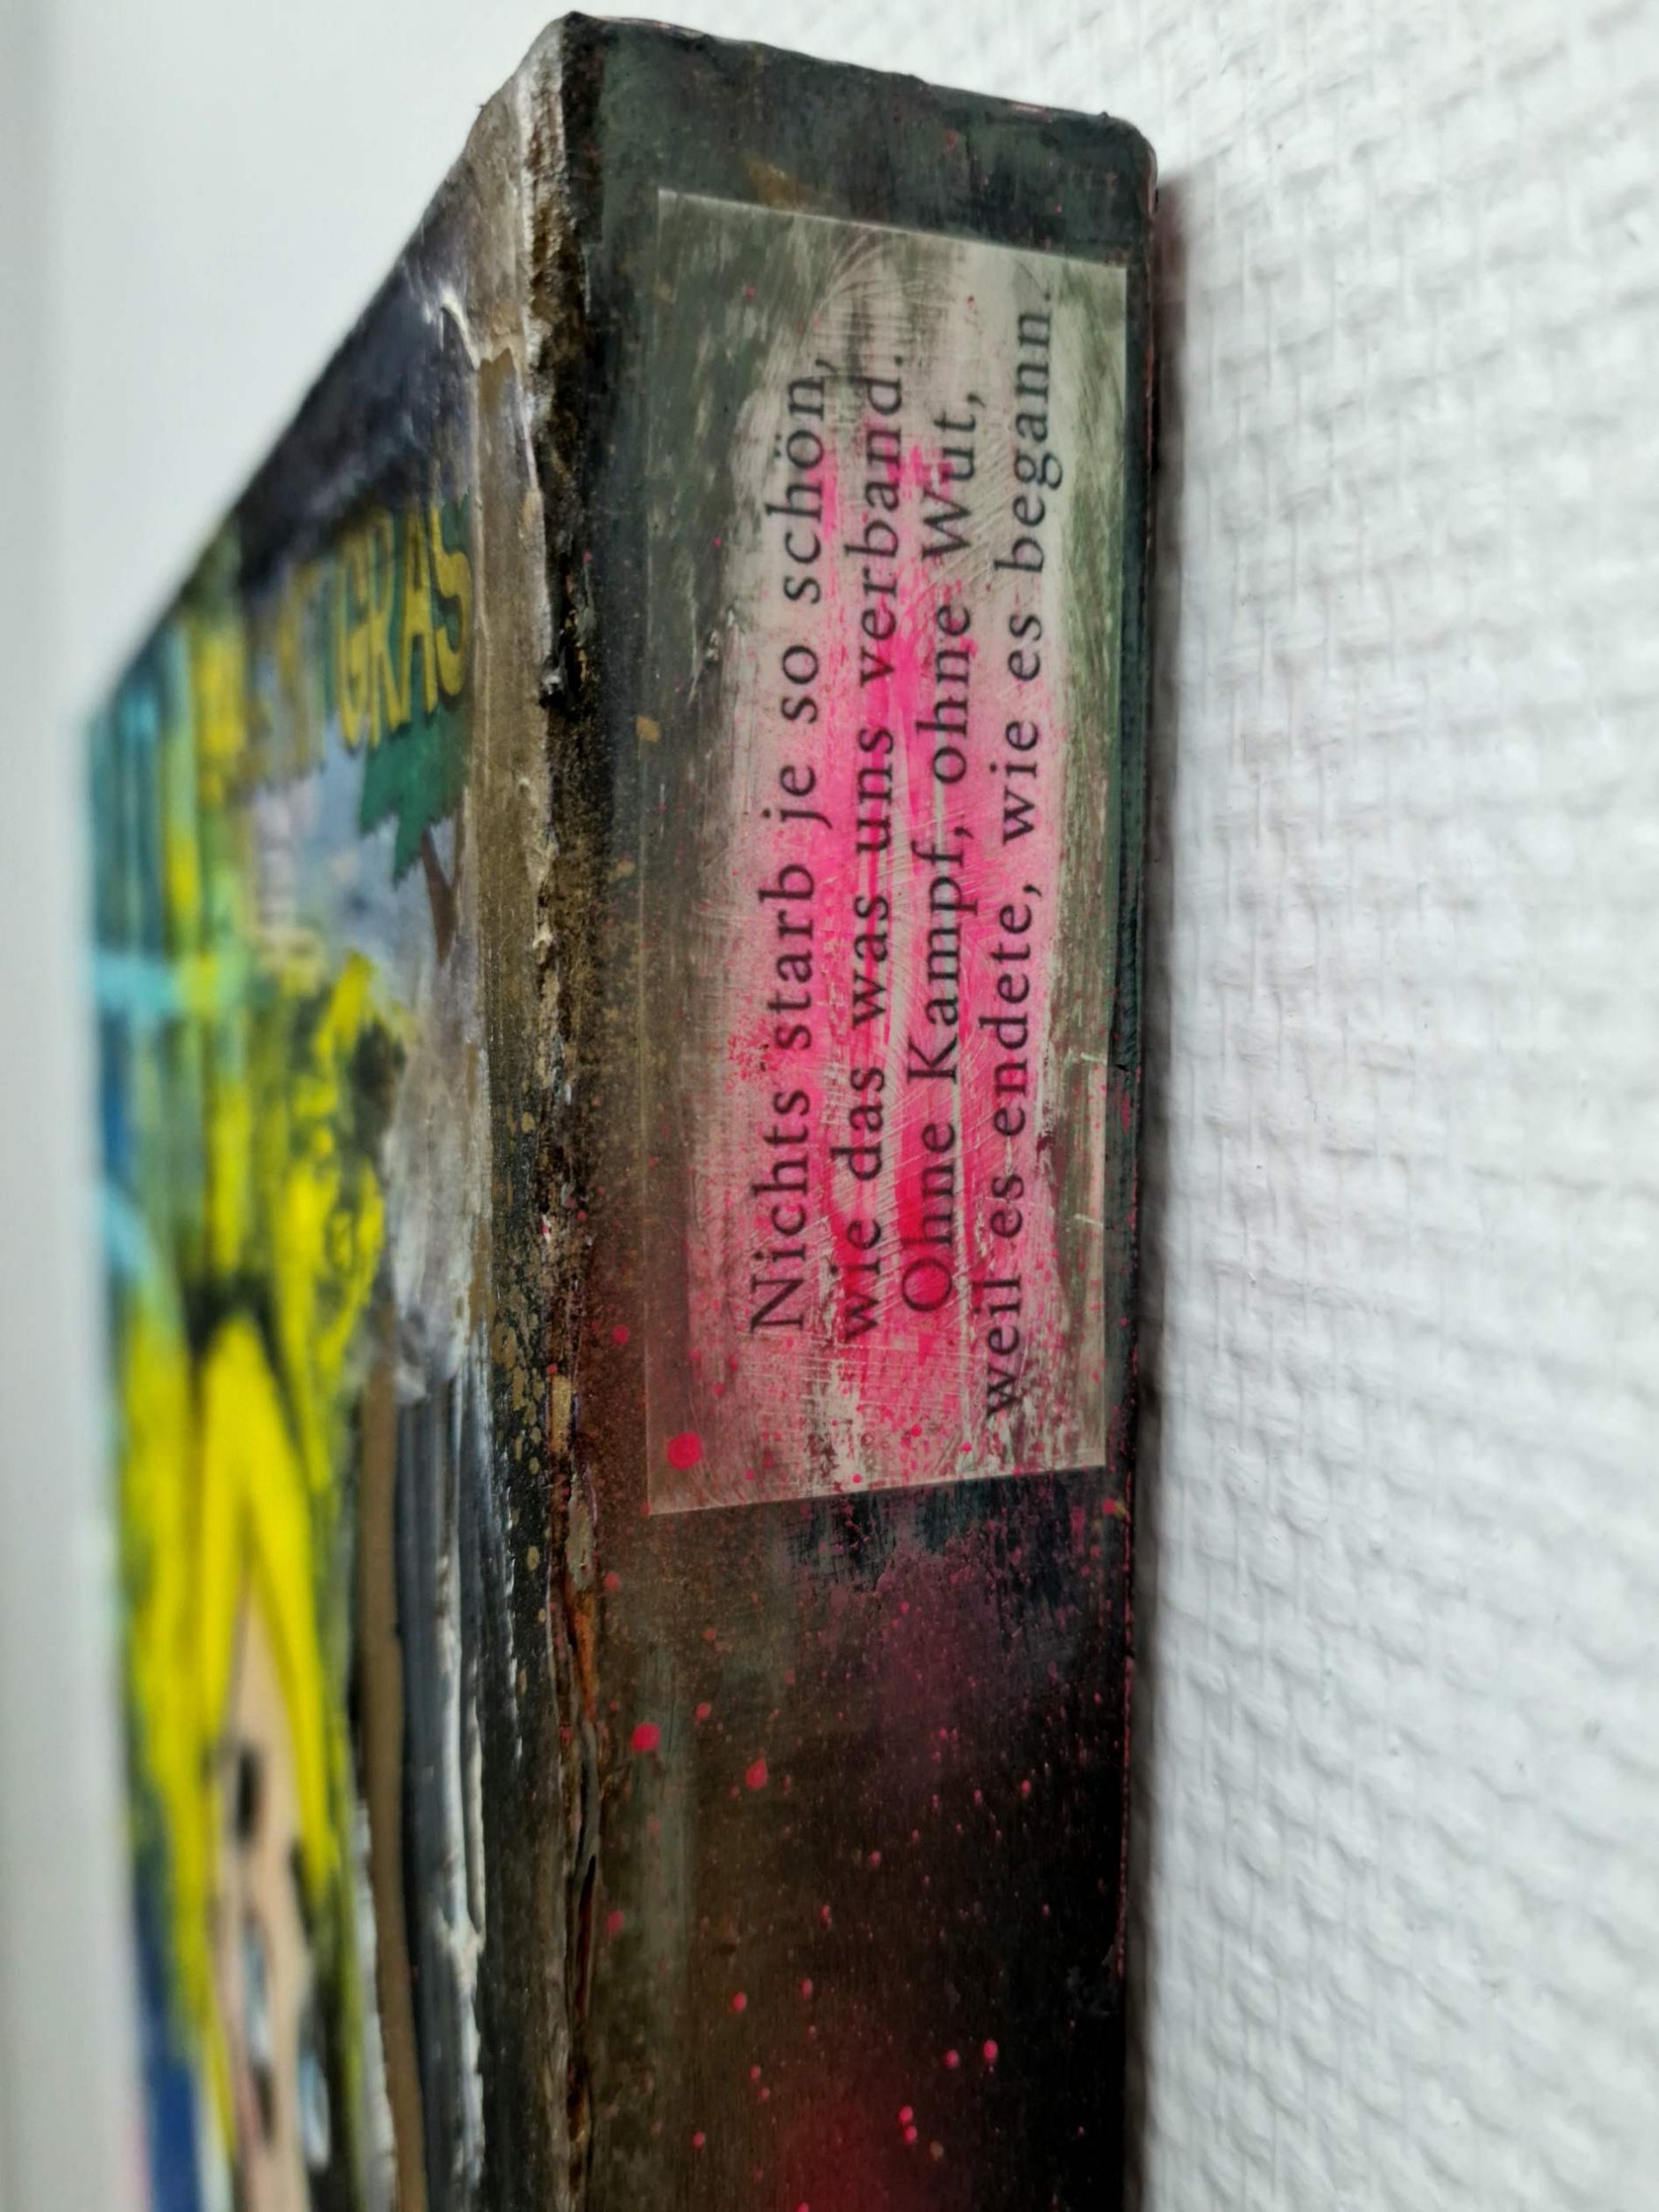 Nichts starb je so schön,
wie das was uns verband.
Ohne Kampf, ohne Wut,
weil es endete, wie es begann.
GRAS